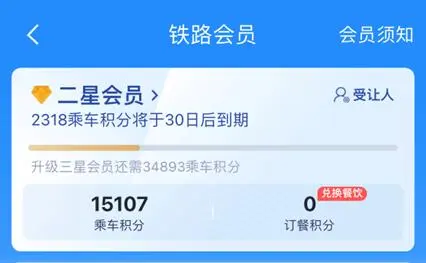 铁路会员 会员须知
二星会员 受让人
2318乘车积分将于30日后到期
升级三星会员还需34893乘车积分
兑换餐饮
15107 0
乘车积分 订餐积分